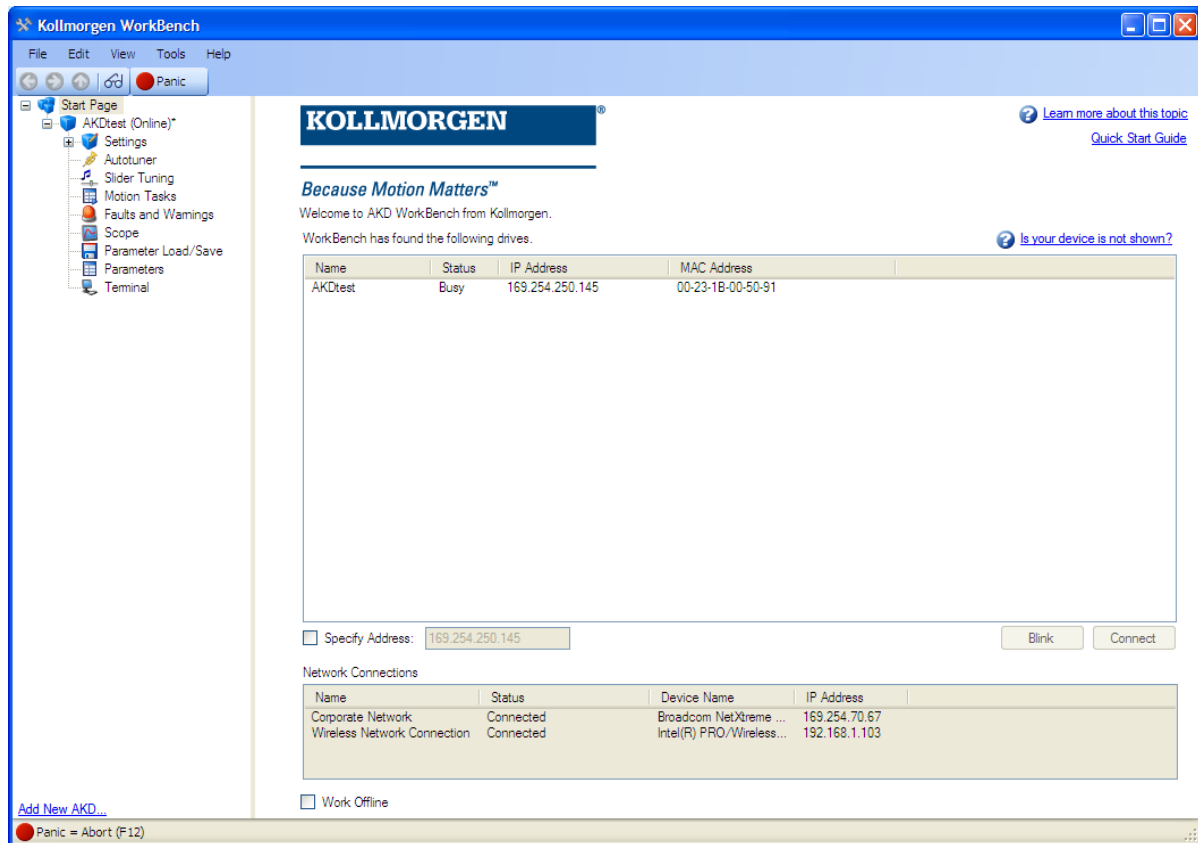 Kollmorgen WorkBench
File Edit View Tools Help
Panic
Start Page
AKDtest (Online)*
Settings
Autotuner
Slider Tuning
Motion Tasks
Faults and Warnings
Scope
Parameter Load/Save
Parameters
Terminal
Add New AKD...
KOLLMORGEN®
Because Motion Matters™
Learn more about this topic
Quick Start Guide
Welcome to AKD WorkBench from Kollmorgen.
WorkBench has found the following drives.
Is your device is not shown?
Name Status IP Address MAC Address
AKDtest Busy 169.254.250.145 00-23-1B-00-50-91
Specify Address: 169.254.250.145 Blink Connect
Network Connections
Name Status Device Name IP Address
Corporate Network Connected Broadcom NetXtreme ... 169.254.70.67
Wireless Network Connection Connected Intel(R) PRO/Wireless... 192.168.1.103
Work Offline
Panic = Abort (F12)